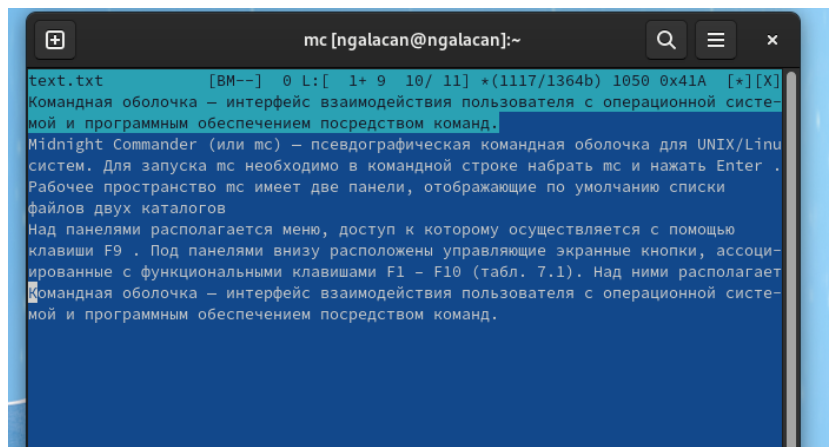 mc [ngalacan@ngalacan]:~
text.txt [BM--] 0 L:[ 1+ 9 10/ 11] *(1117/1364b) 1050 0x41A [*][X]
Командная оболочка — интерфейс взаимодействия пользователя с операционной систе-
мой и программным обеспечением посредством команд.
Midnight Commander (или mc) — псевдографическая командная оболочка для UNIX/Linu
систем. Для запуска mc необходимо в командной строке набрать mc и нажать Enter .
Рабочее пространство mc имеет две панели, отображающие по умолчанию списки
файлов двух каталогов
Над панелями располагается меню, доступ к которому осуществляется с помощью
клавиши F9 . Под панелями внизу расположены управляющие экранные кнопки, ассоци-
ированные с функциональными клавишами F1 – F10 (табл. 7.1). Над ними располагает
Командная оболочка — интерфейс взаимодействия пользователя с операционной систе-
мой и программным обеспечением посредством команд.